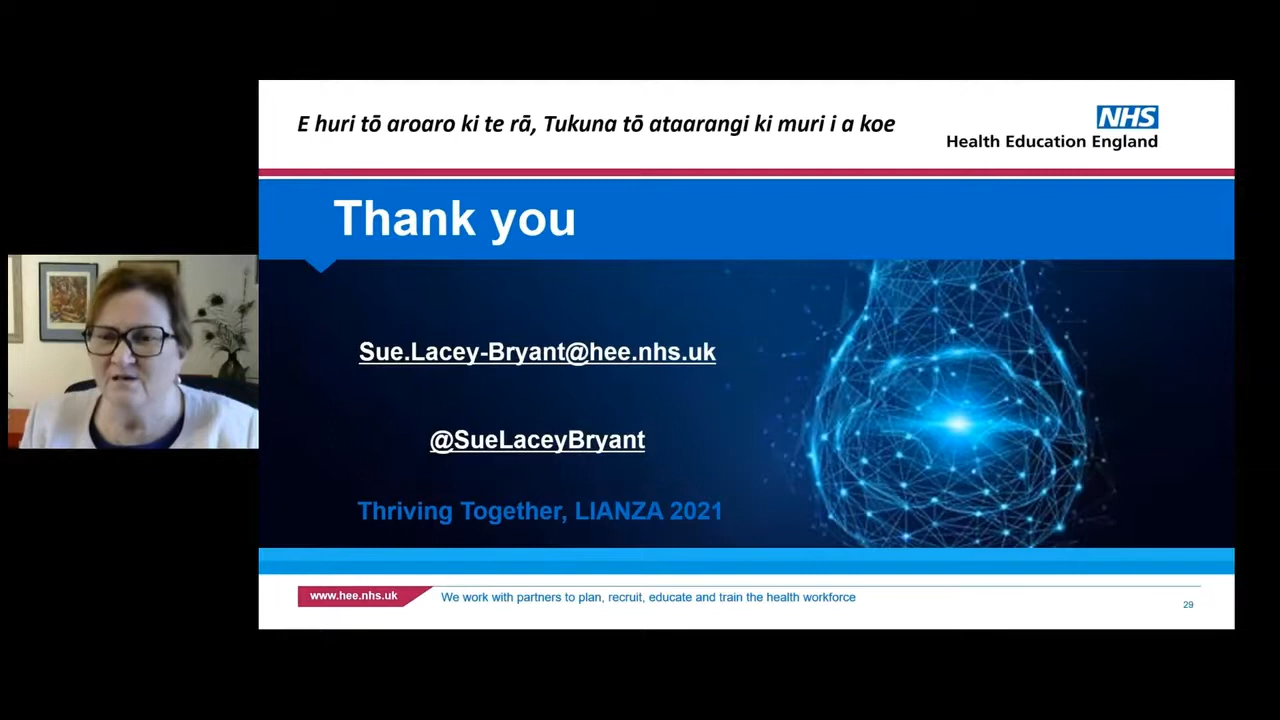 E huri tō aroaro ki te rā, Tukuna tō ataarangi ki muri i a koe
NHS
Health Education England
Thank you
Sue.Lacey-Bryant@hee.nhs.uk
@SueLaceyBryant
Thriving Together, LIANZA 2021
www.hee.nhs.uk
We work with partners to plan, recruit, educate and train the health workforce
29